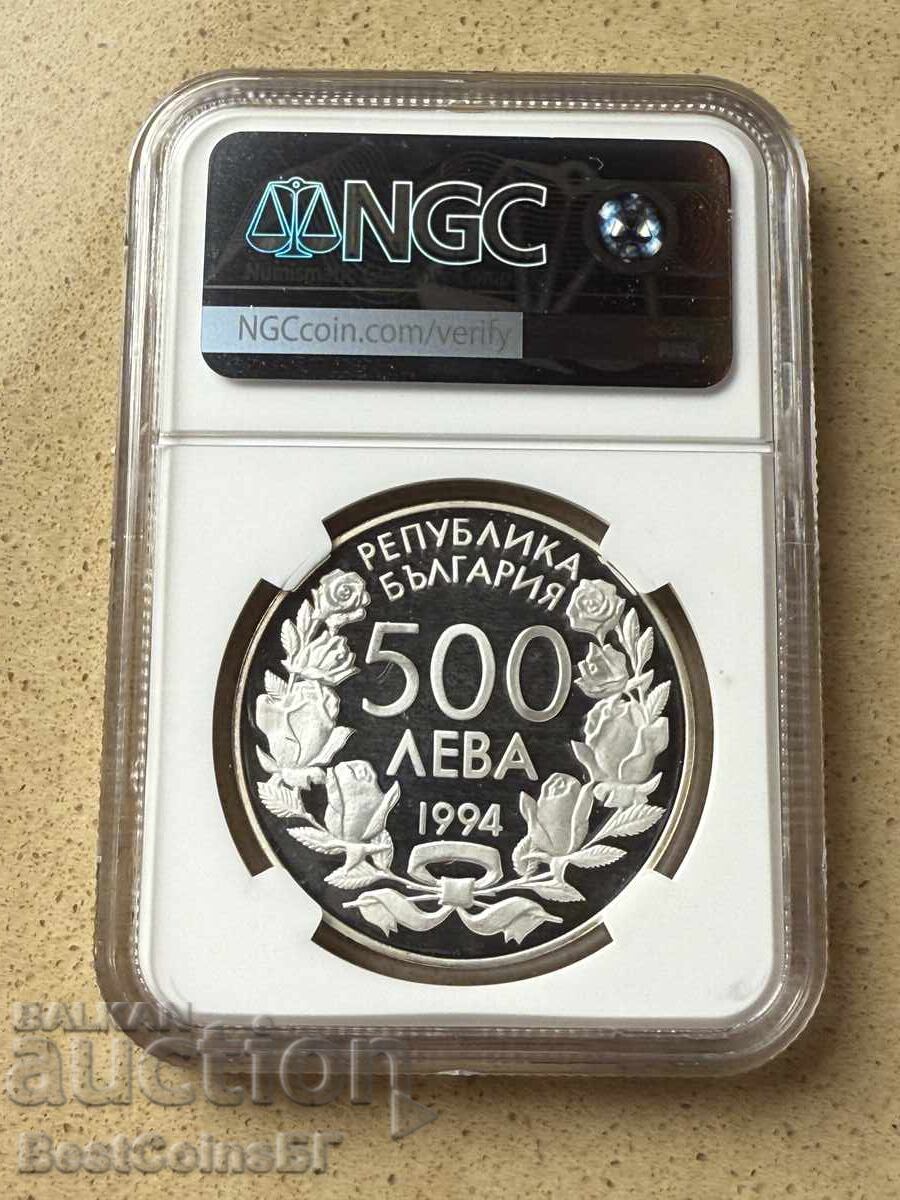 NGC
NGCcoin.com/verify
РЕПУБЛИКА
БЪЛГАРИЯ
500
ЛЕВА
1994
BALKAN
auction
BestCoinsБГ